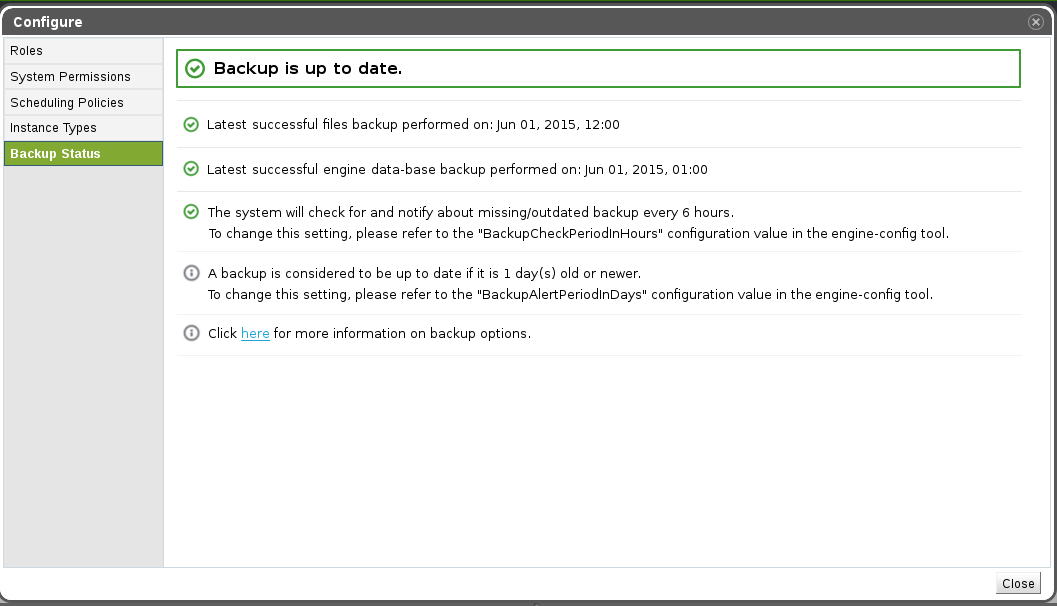 Configure
Roles
System Permissions
Scheduling Policies
Instance Types
Backup Status
Backup is up to date.
Latest successful files backup performed on: Jun 01, 2015, 12:00
Latest successful engine data-base backup performed on: Jun 01, 2015, 01:00
The system will check for and notify about missing/outdated backup every 6 hours.
To change this setting, please refer to the "BackupCheckPeriodInHours" configuration value in the engine-config tool.
A backup is considered to be up to date if it is 1 day(s) old or newer.
To change this setting, please refer to the "BackupAlertPeriodInDays" configuration value in the engine-config tool.
Click here for more information on backup options.
Close